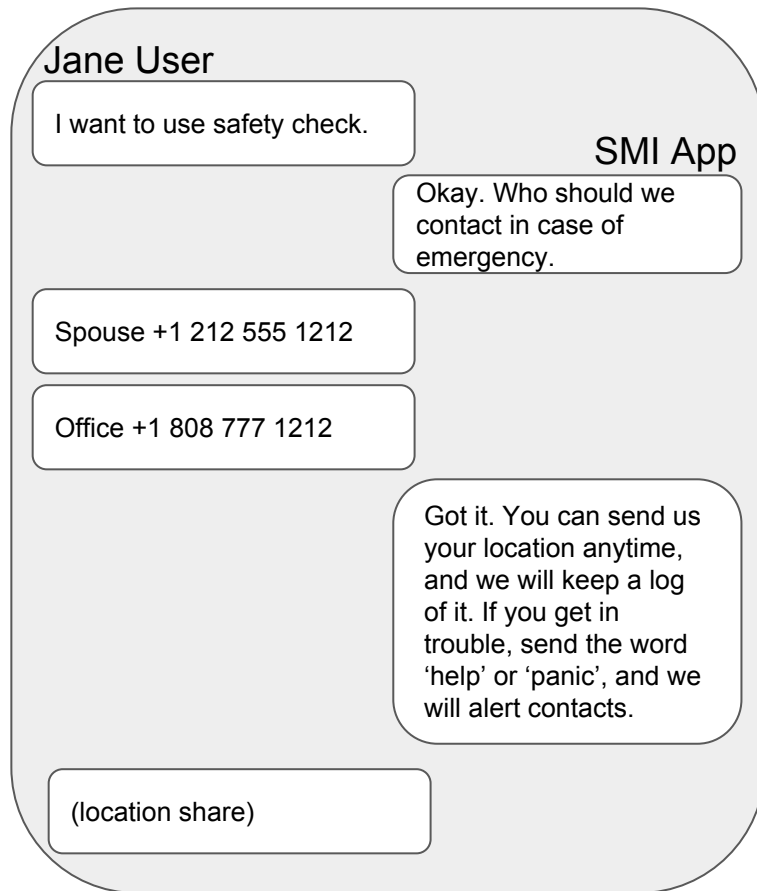 Jane User
I want to use safety check.
SMI App
Okay. Who should we
contact in case of
emergency.
Spouse +1 212 555 1212
Office +1 808 777 1212
Got it. You can send us
your location anytime,
and we will keep a log
of it. If you get in
trouble, send the word
‘help’ or ‘panic’, and we
will alert contacts.
(location share)